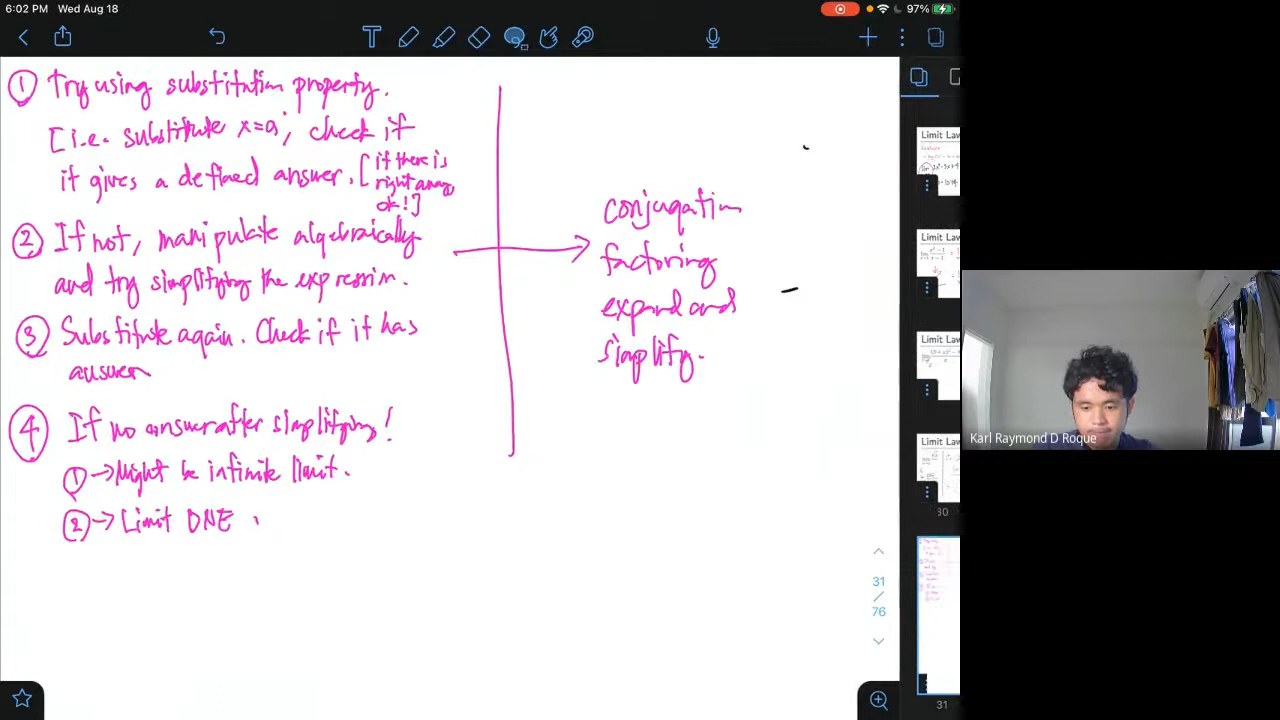 6:02 PM Mon Aug 18
97%
① Try using substitution property.
[i.e. substitute x=a, check if
it gives a defined answer. [if there is
right away
ok!]
② If not, manipulate algebraically
and try simplifying the expression.
③ Substitute again. Check if it has
answer
④ If no answer after simplifying!
① → Might be infinite limit.
② → Limit DNE
conjugation
factoring
expand and
simplify.
31
/
76
Limit Law
Limit Law
Limit Law
Limit Law
30
31
Karl Raymond D Roque